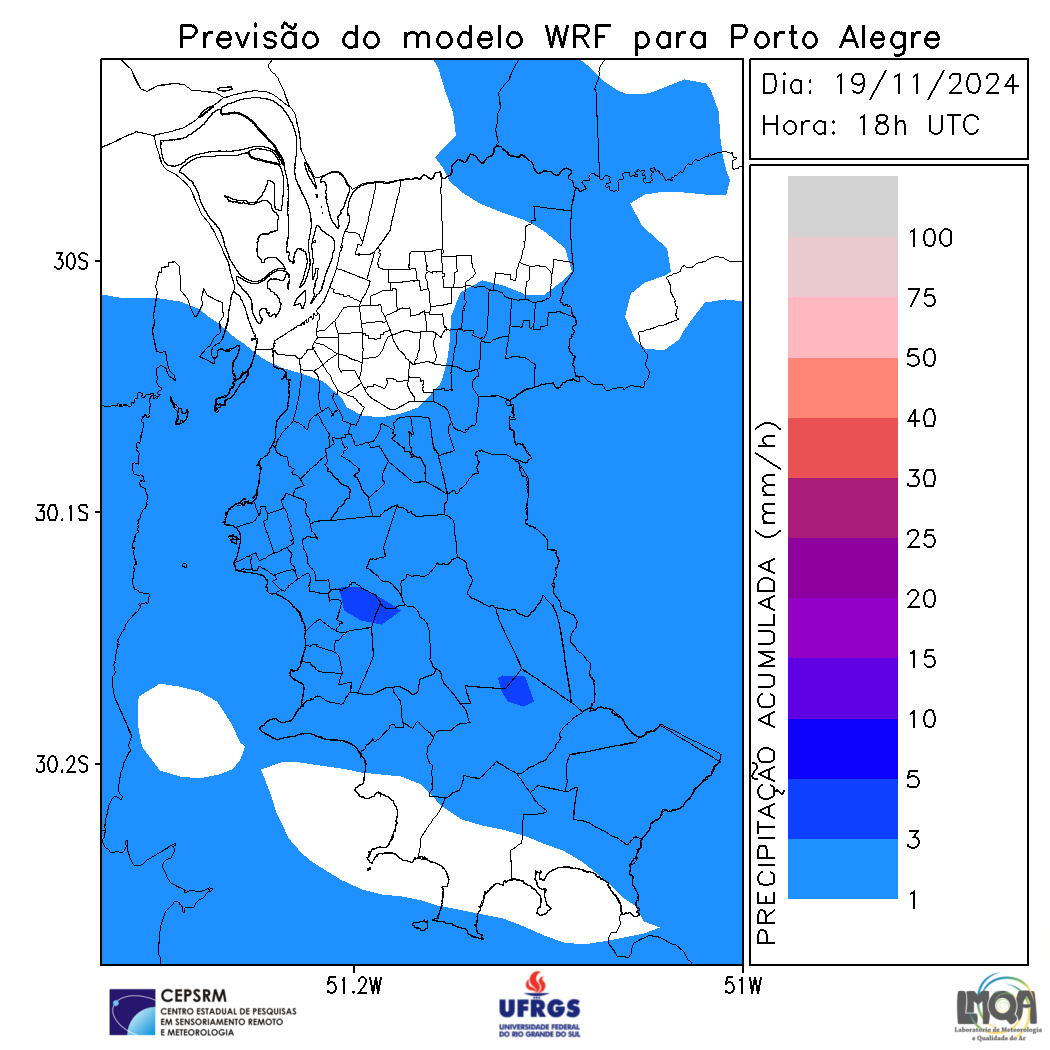 Previsão do modelo WRF para Porto Alegre
Dia: 19/11/2024
Hora: 18h UTC
30S
30.1S
30.2S
51.2W
51W
PRECIPITAÇÃO ACUMULADA (mm/h)
100
75
50
40
30
25
20
15
10
5
3
1
CEPSRM
CENTRO ESTADUAL DE PESQUISAS
EM SENSORIAMENTO REMOTO
E METEOROLOGIA
UFRGS
UNIVERSIDADE FEDERAL
DO RIO GRANDE DO SUL
LMQA
Laboratório de Meteorologia
e Qualidade do Ar